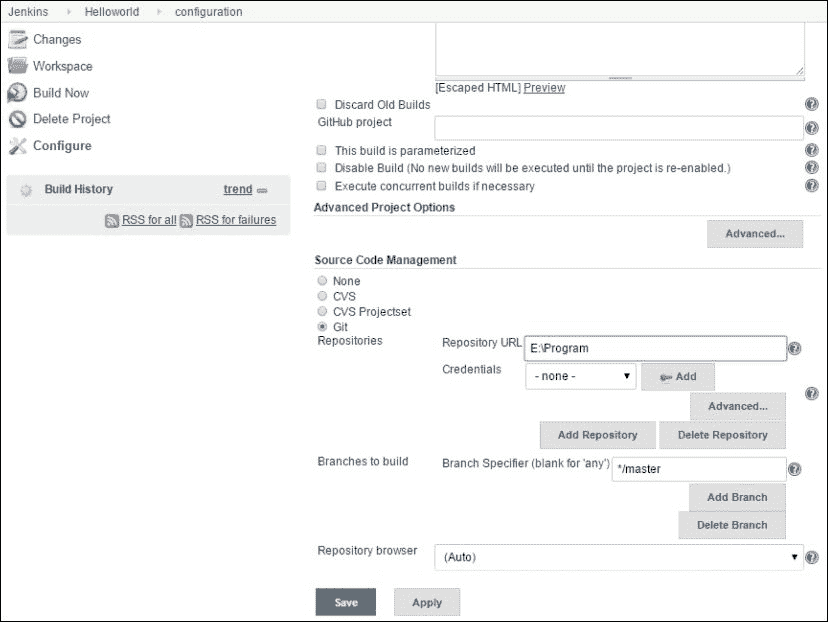 Jenkins Helloworld configuration
Changes
Workspace
Build Now
Delete Project
Configure
Build History trend
RSS for all RSS for failures
[Escaped HTML] Preview
Discard Old Builds
GitHub project
This build is parameterized
Disable Build (No new builds will be executed until the project is re-enabled.)
Execute concurrent builds if necessary
Advanced Project Options
Advanced...
Source Code Management
None
CVS
CVS Projectset
Git
Repositories
Repository URL E:\Program
Credentials - none - Add
Advanced...
Add Repository Delete Repository
Branches to build Branch Specifier (blank for 'any') */master
Add Branch
Delete Branch
Repository browser (Auto)
Save Apply